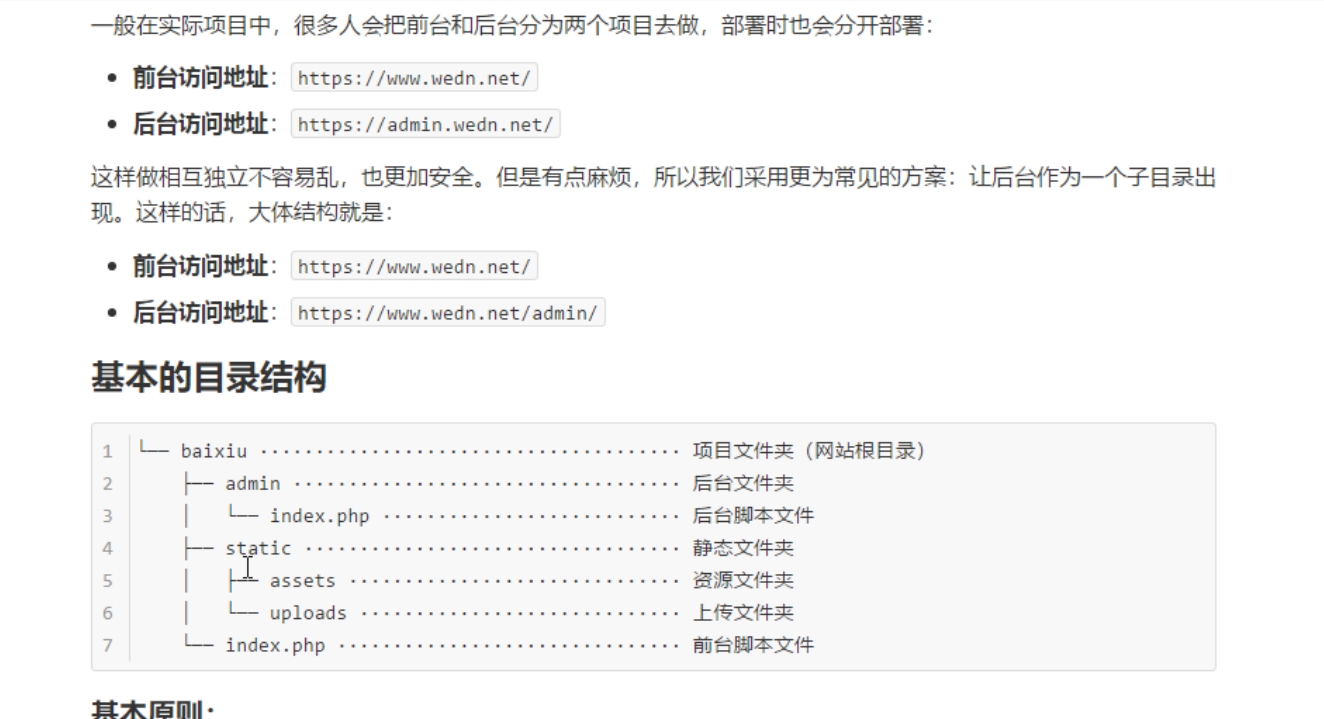 一般在实际项目中，很多人会把前台和后台分为两个项目去做，部署时也会分开部署：
• 前台访问地址： https://www.wedn.net/
• 后台访问地址： https://admin.wedn.net/
这样做相互独立不容易乱，也更加安全。但是有点麻烦，所以我们采用更为常见的方案：让后台作为一个子目录出
现。这样的话，大体结构就是：
• 前台访问地址： https://www.wedn.net/
• 后台访问地址： https://www.wedn.net/admin/
基本的目录结构
1 └── baixiu ······································ 项目文件夹（网站根目录）
2     ├── admin ··································· 后台文件夹
3     │   └── index.php ··························· 后台脚本文件
4     ├── static ·································· 静态文件夹
5     │   ├── assets ······························ 资源文件夹
6     │   └── uploads ····························· 上传文件夹
7     └── index.php ······························· 前台脚本文件
基本原则：